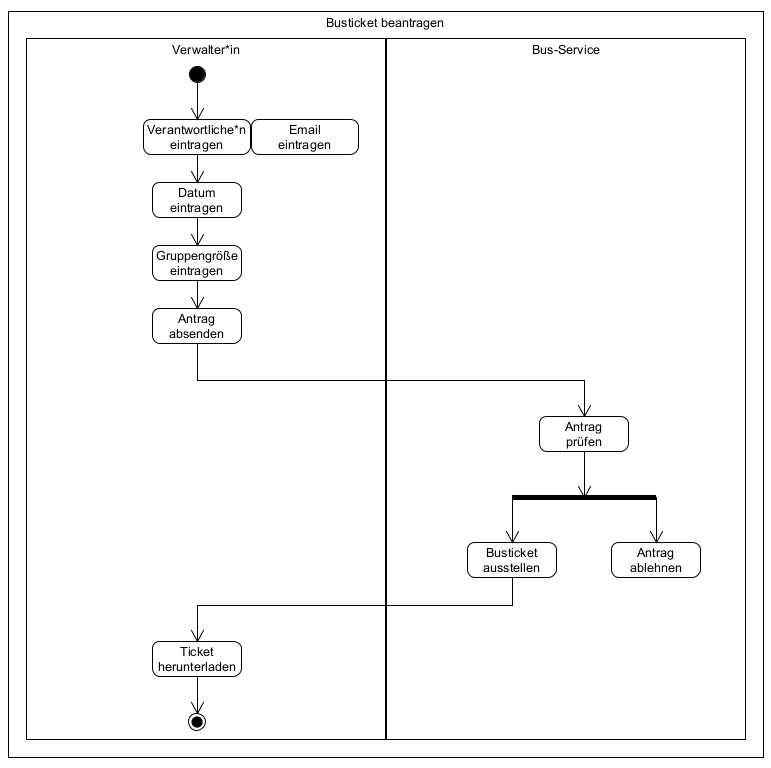 Busticket beantragen
Verwalter*in
Bus-Service
Verantwortliche*n
eintragen
Email
eintragen
Datum
eintragen
Gruppengröße
eintragen
Antrag
absenden
Antrag
prüfen
Busticket
ausstellen
Antrag
ablehnen
Ticket
herunterladen